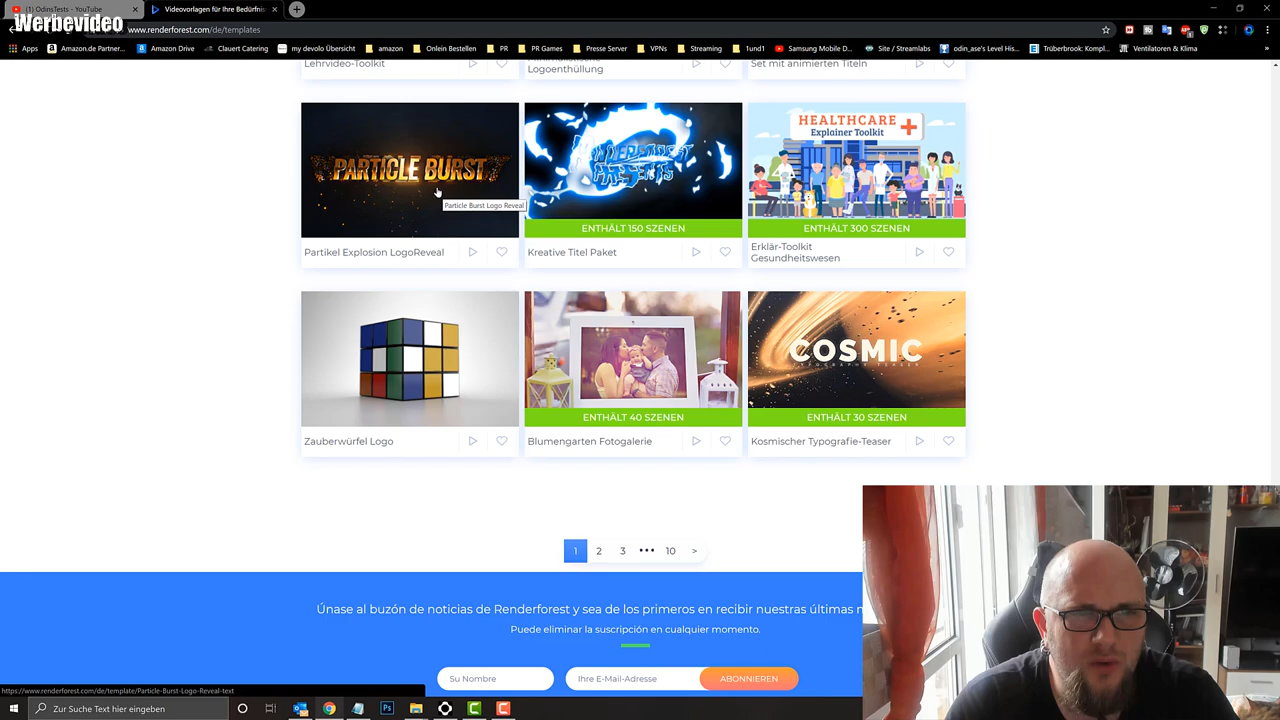 (1) OdinsTests - YouTube
Videovorlagen für Ihre Bedürfnis
Werbevideo
www.renderforest.com/de/templates
Apps
Amazon.de Partner...
Amazon Drive
Clauert Catering
my devolo Übersicht
amazon
Onlein Bestellen
PR
PR Games
Presse Server
VPNs
Streaming
1und1
Samsung Mobile D...
Site / Streamlabs
odin_ase's Level His...
Trüberbrook: Kompl...
Ventilatoren & Klima
Lehrvideo-Toolkit
Logoenthüllung
Set mit animierten Titeln
PARTICLE BURST
Particle Burst Logo Reveal
HEALTHCARE
Explainer Toolkit
ENTHÄLT 150 SZENEN
ENTHÄLT 300 SZENEN
Partikel Explosion LogoReveal
Kreative Titel Paket
Erklär-Toolkit
Gesundheitswesen
COSMIC
TYPOGRAPHY TEASER
ENTHÄLT 40 SZENEN
ENTHÄLT 30 SZENEN
Zauberwürfel Logo
Blumengarten Fotogalerie
Kosmischer Typografie-Teaser
1 2 3 ••• 10 >
Únase al buzón de noticias de Renderforest y sea de los primeros en recibir nuestras últimas
Puede eliminar la suscripción en cualquier momento.
Su Nombre
Ihre E-Mail-Adresse
ABONNIEREN
https://www.renderforest.com/de/template/Particle-Burst-Logo-Reveal-text
Zur Suche Text hier eingeben